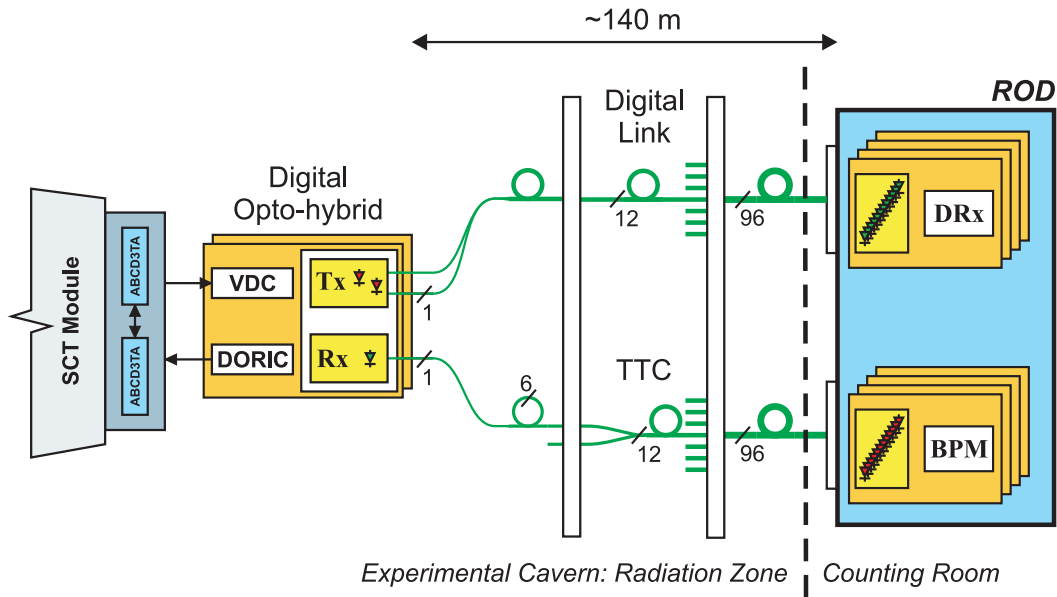 ~140 m
ROD
Digital
Link
Digital
Opto-hybrid
SCT Module
ABCD3TA
ABCD3TA
VDC
DORIC
Tx
Rx
1
1
12
96
DRx
TTC
6
12
96
BPM
Experimental Cavern: Radiation Zone
Counting Room